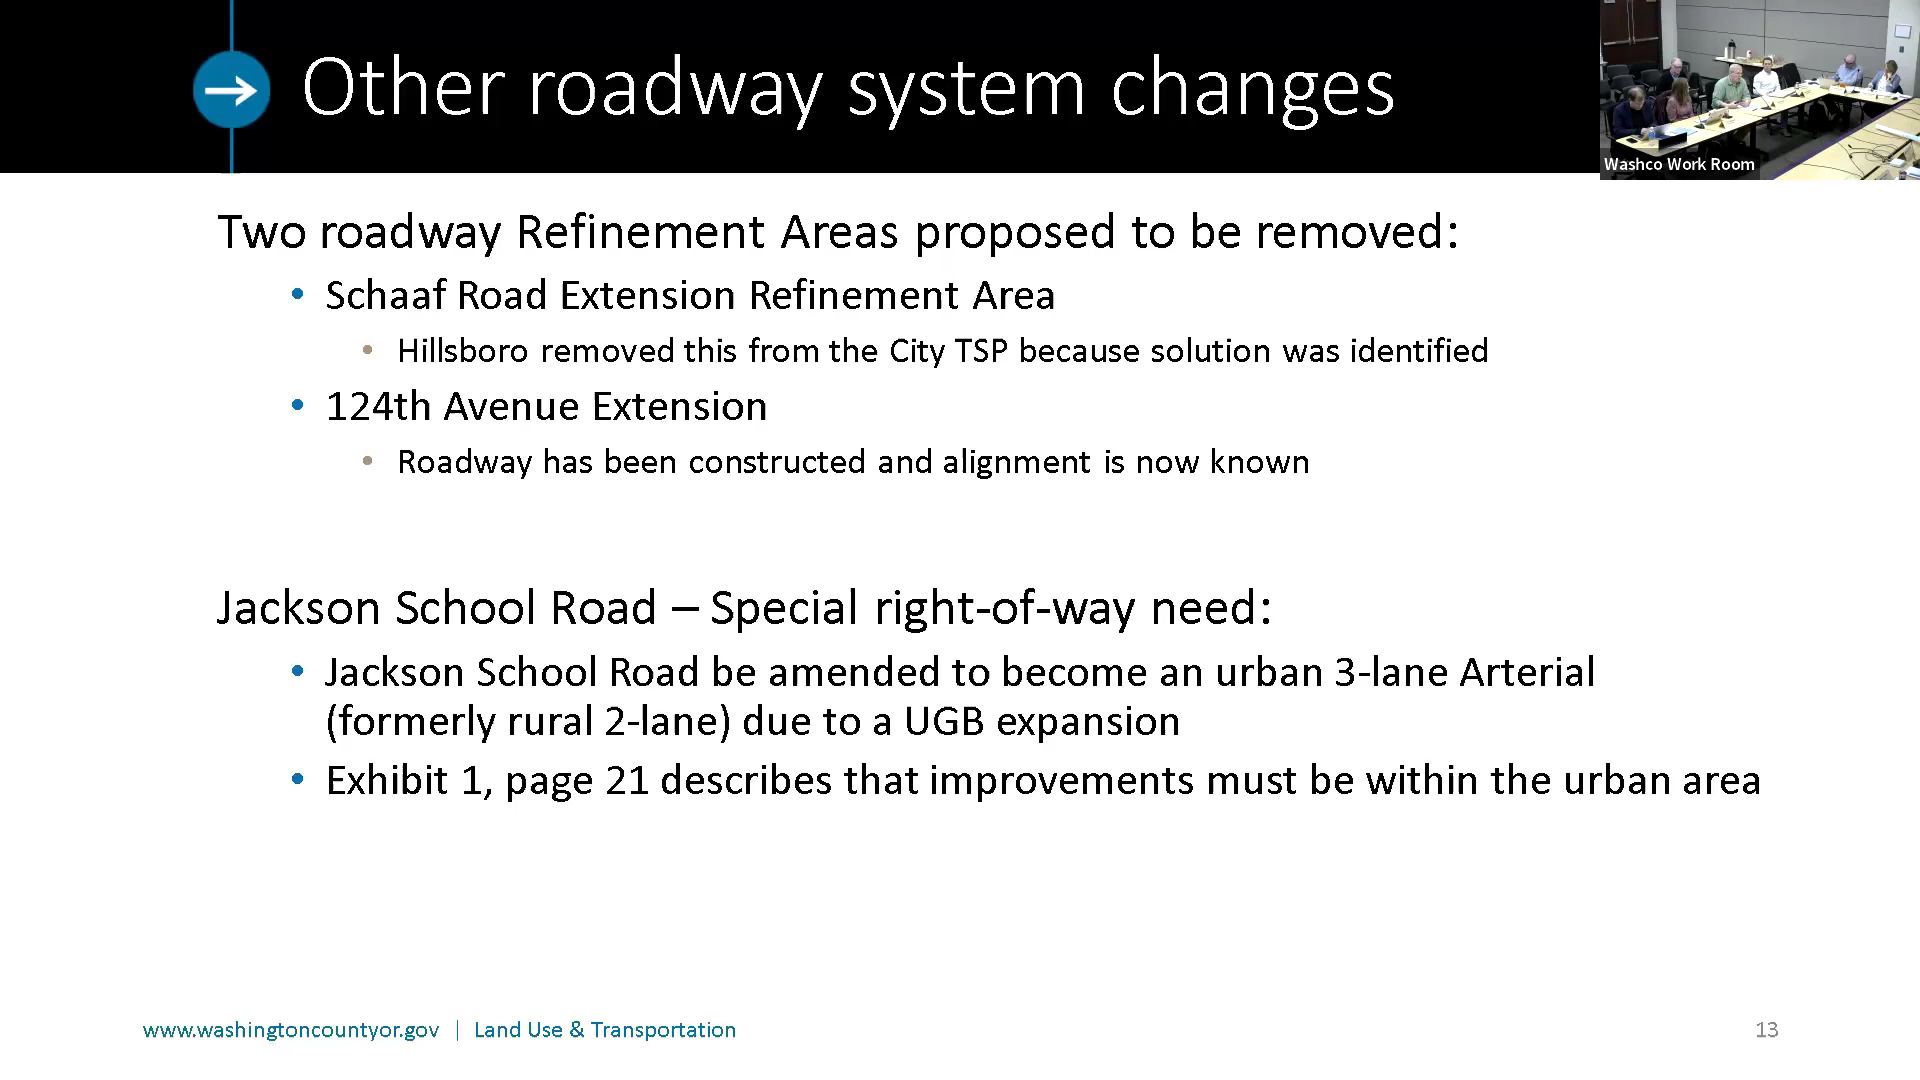 Other roadway system changes
Washco Work Room
Two roadway Refinement Areas proposed to be removed:
• Schaaf Road Extension Refinement Area
• Hillsboro removed this from the City TSP because solution was identified
• 124th Avenue Extension
• Roadway has been constructed and alignment is now known
Jackson School Road – Special right-of-way need:
• Jackson School Road be amended to become an urban 3-lane Arterial
(formerly rural 2-lane) due to a UGB expansion
• Exhibit 1, page 21 describes that improvements must be within the urban area
www.washingtoncountyor.gov | Land Use & Transportation
13